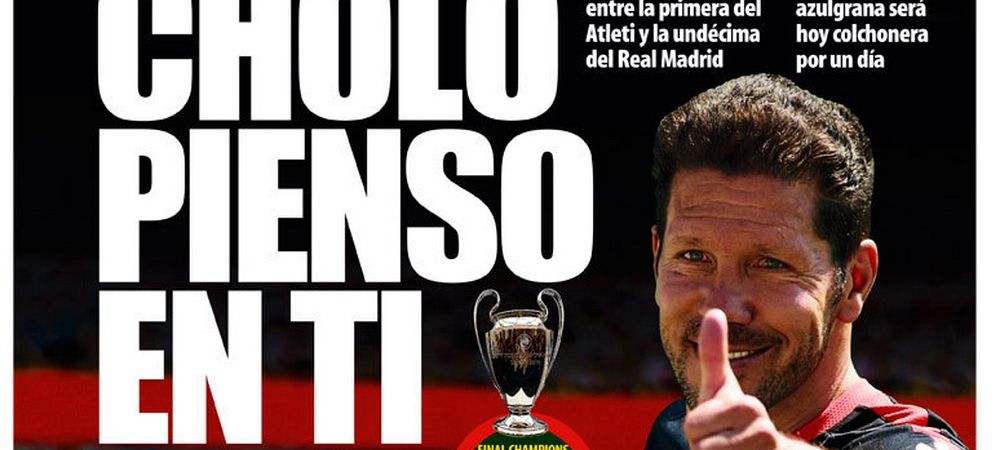 CHOLO
PIENSO
EN TI
entre la primera del
Atleti y la undécima
del Real Madrid
azulgrana será
hoy colchonera
por un día
FINAL CHAMPIONS